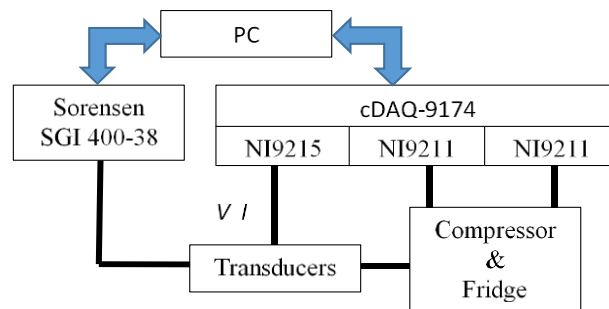 PC
Sorensen
SGI 400-38
cDAQ-9174
NI9215 NI9211 NI9211
V I
Transducers
Compressor
&
Fridge